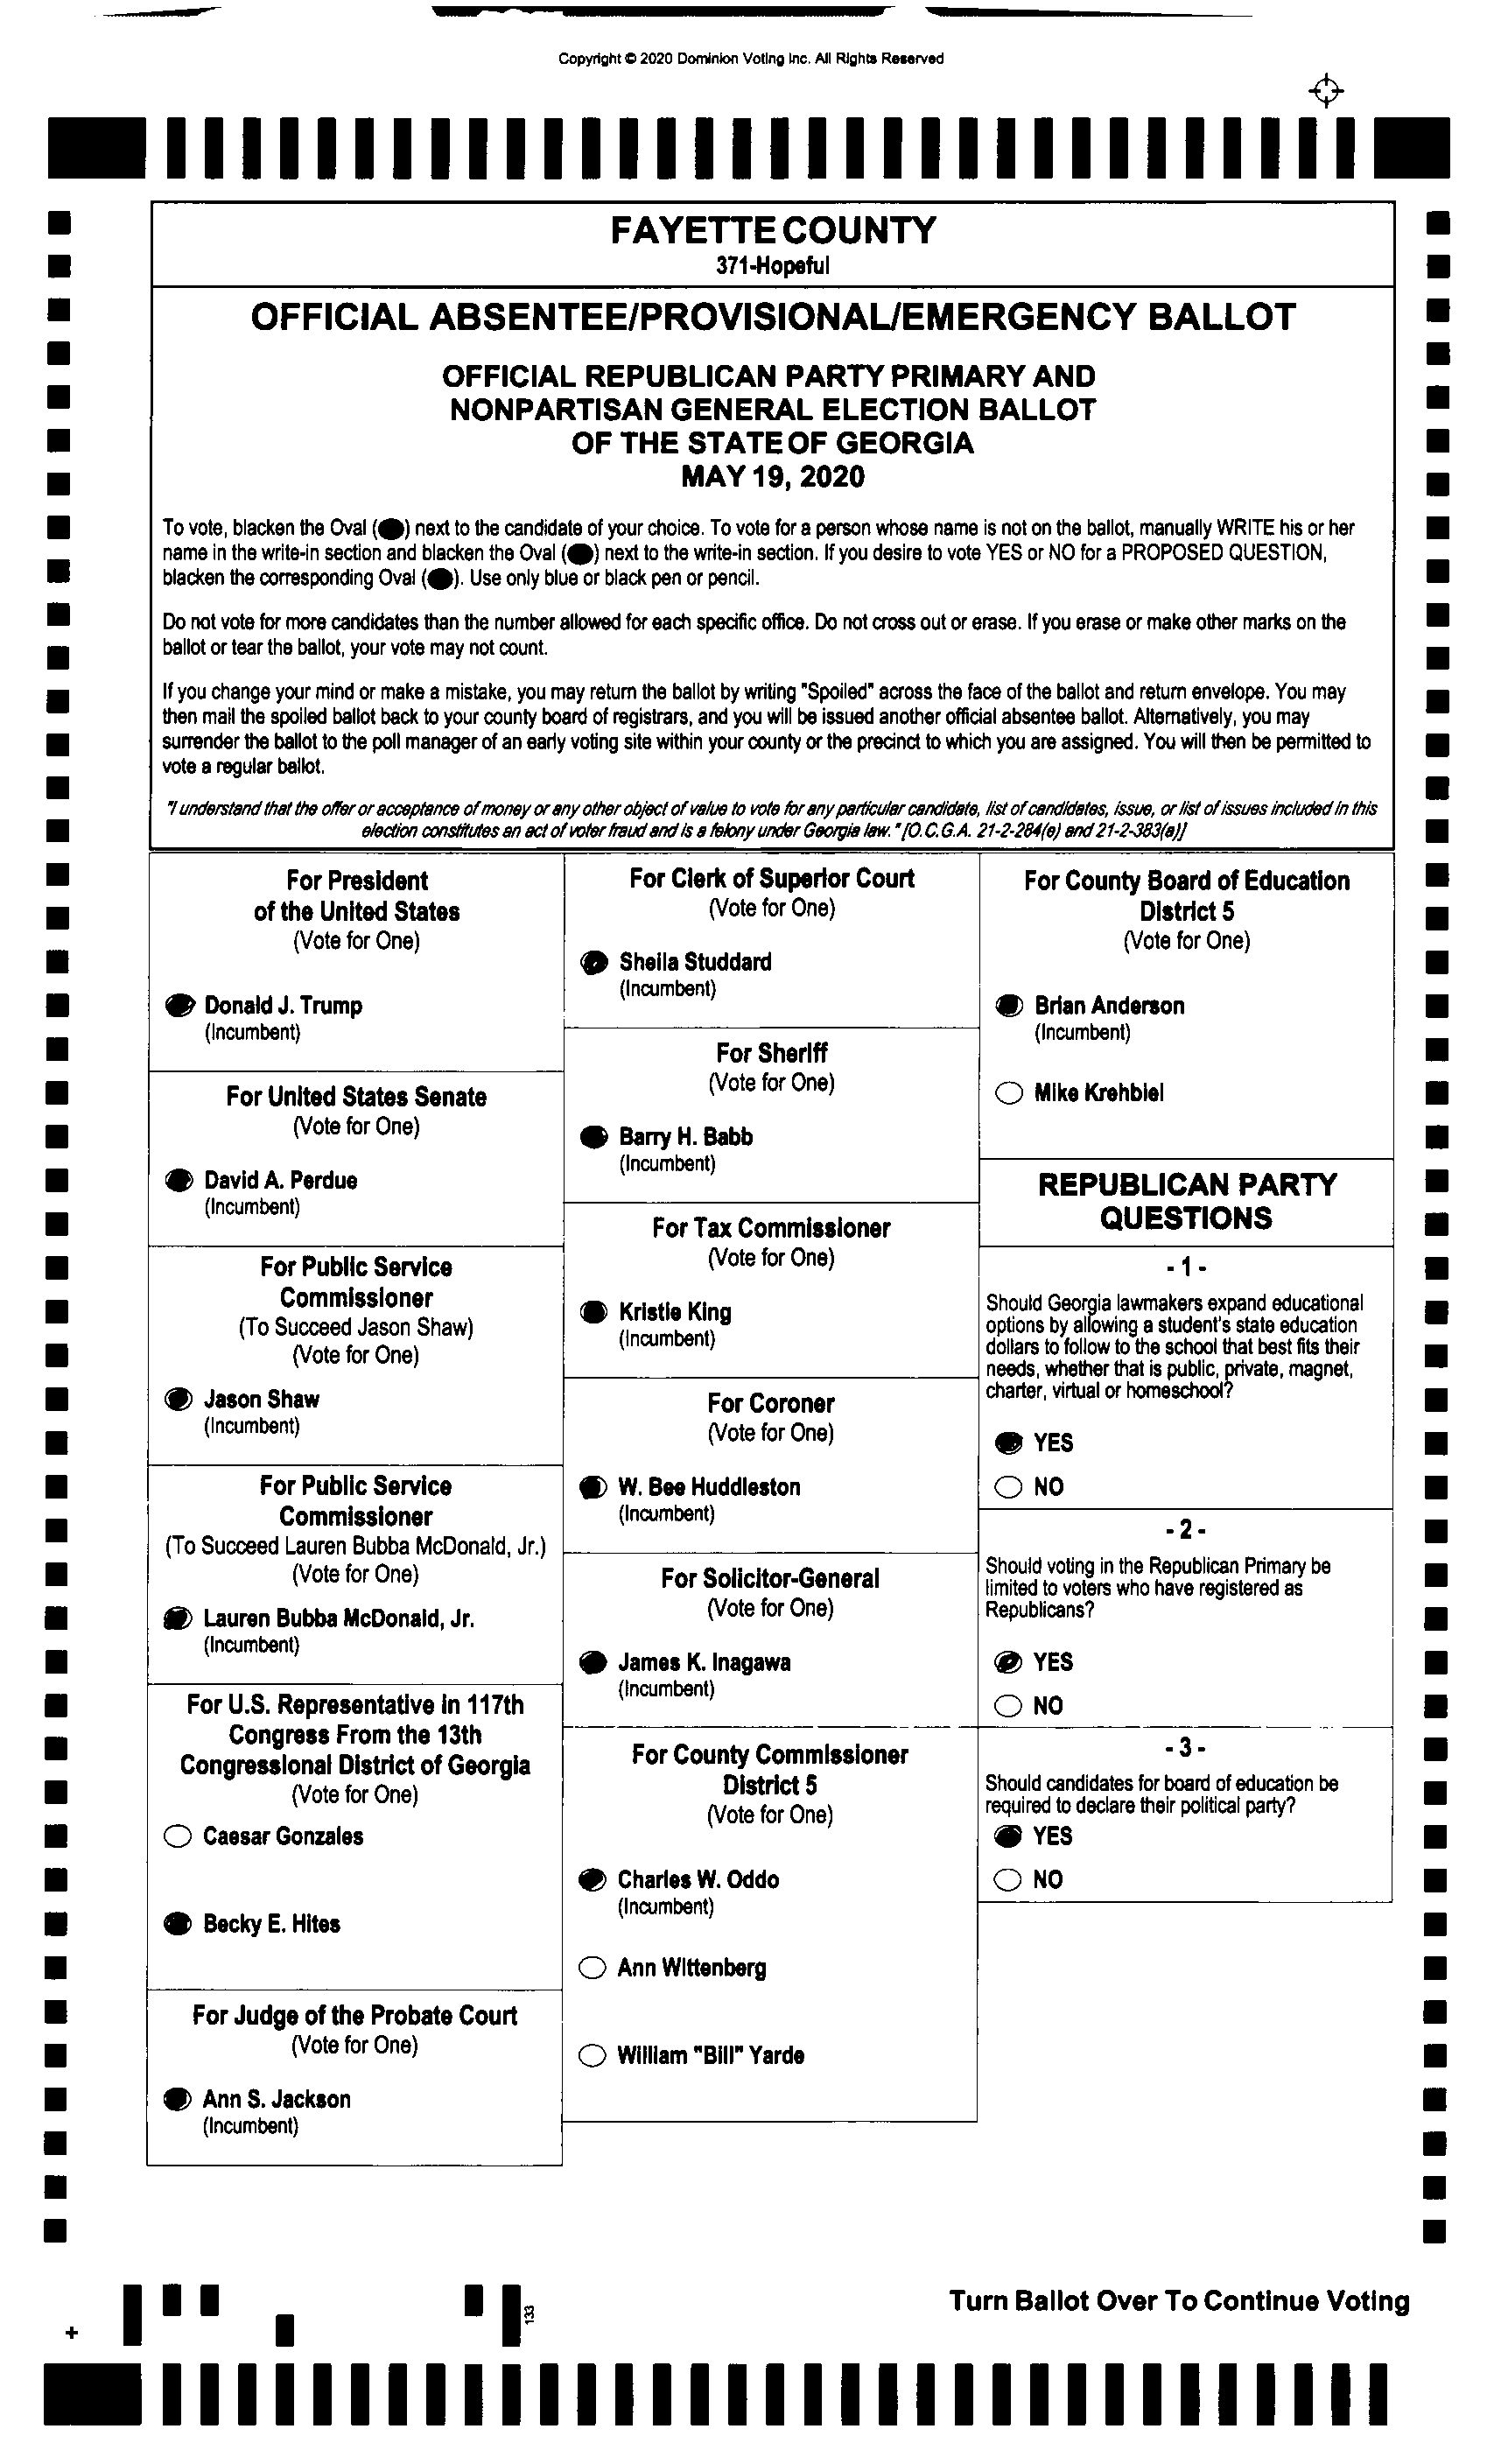 Copyright © 2020 Dominion Voting Inc. All Rights Reserved
FAYETTE COUNTY
371-Hopeful
OFFICIAL ABSENTEE/PROVISIONAL/EMERGENCY BALLOT
OFFICIAL REPUBLICAN PARTY PRIMARY AND
NONPARTISAN GENERAL ELECTION BALLOT
OF THE STATE OF GEORGIA
MAY 19, 2020
To vote, blacken the Oval ( ) next to the candidate of your choice. To vote for a person whose name is not on the ballot, manually WRITE his or her
name in the write-in section and blacken the Oval ( ) next to the write-in section. If you desire to vote YES or NO for a PROPOSED QUESTION,
blacken the corresponding Oval ( ). Use only blue or black pen or pencil.
Do not vote for more candidates than the number allowed for each specific office. Do not cross out or erase. If you erase or make other marks on the
ballot or tear the ballot, your vote may not count.
If you change your mind or make a mistake, you may return the ballot by writing "Spoiled" across the face of the ballot and return envelope. You may
then mail the spoiled ballot back to your county board of registrars, and you will be issued another official absentee ballot. Alternatively, you may
surrender the ballot to the poll manager of an early voting site within your county or the precinct to which you are assigned. You will then be permitted to
vote a regular ballot.
"I understand that the offer or acceptance of money or any other object of value to vote for any particular candidate, list of candidates, issue, or list of issues included in this
election constitutes an act of voter fraud and is a felony under Georgia law." [O.C.G.A. 21-2-284(e) and 21-2-383(a)]
For President
of the United States
(Vote for One)
Donald J. Trump
(Incumbent)
For United States Senate
(Vote for One)
David A. Perdue
(Incumbent)
For Public Service
Commissioner
(To Succeed Jason Shaw)
(Vote for One)
Jason Shaw
(Incumbent)
For Public Service
Commissioner
(To Succeed Lauren Bubba McDonald, Jr.)
(Vote for One)
Lauren Bubba McDonald, Jr.
(Incumbent)
For U.S. Representative in 117th
Congress From the 13th
Congressional District of Georgia
(Vote for One)
Caesar Gonzales
Becky E. Hites
For Judge of the Probate Court
(Vote for One)
Ann S. Jackson
(Incumbent)
For Clerk of Superior Court
(Vote for One)
Sheila Studdard
(Incumbent)
For Sheriff
(Vote for One)
Barry H. Babb
(Incumbent)
For Tax Commissioner
(Vote for One)
Kristie King
(Incumbent)
For Coroner
(Vote for One)
W. Bee Huddleston
(Incumbent)
For Solicitor-General
(Vote for One)
James K. Inagawa
(Incumbent)
For County Commissioner
District 5
(Vote for One)
Charles W. Oddo
(Incumbent)
Ann Wittenberg
William "Bill" Yarde
For County Board of Education
District 5
(Vote for One)
Brian Anderson
(Incumbent)
Mike Krehbiel
REPUBLICAN PARTY
QUESTIONS
- 1 -
Should Georgia lawmakers expand educational
options by allowing a student's state education
dollars to follow to the school that best fits their
needs, whether that is public, private, magnet,
charter, virtual or homeschool?
YES
NO
- 2 -
Should voting in the Republican Primary be
limited to voters who have registered as
Republicans?
YES
NO
- 3 -
Should candidates for board of education be
required to declare their political party?
YES
NO
133
Turn Ballot Over To Continue Voting